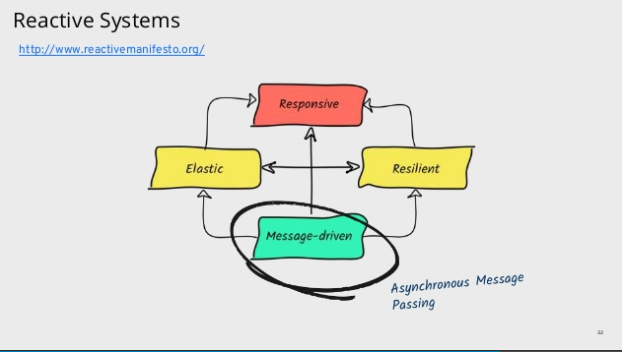 Reactive Systems
http://www.reactivemanifesto.org/
Responsive
Elastic
Resilient
Message-driven
Asynchronous Message
Passing